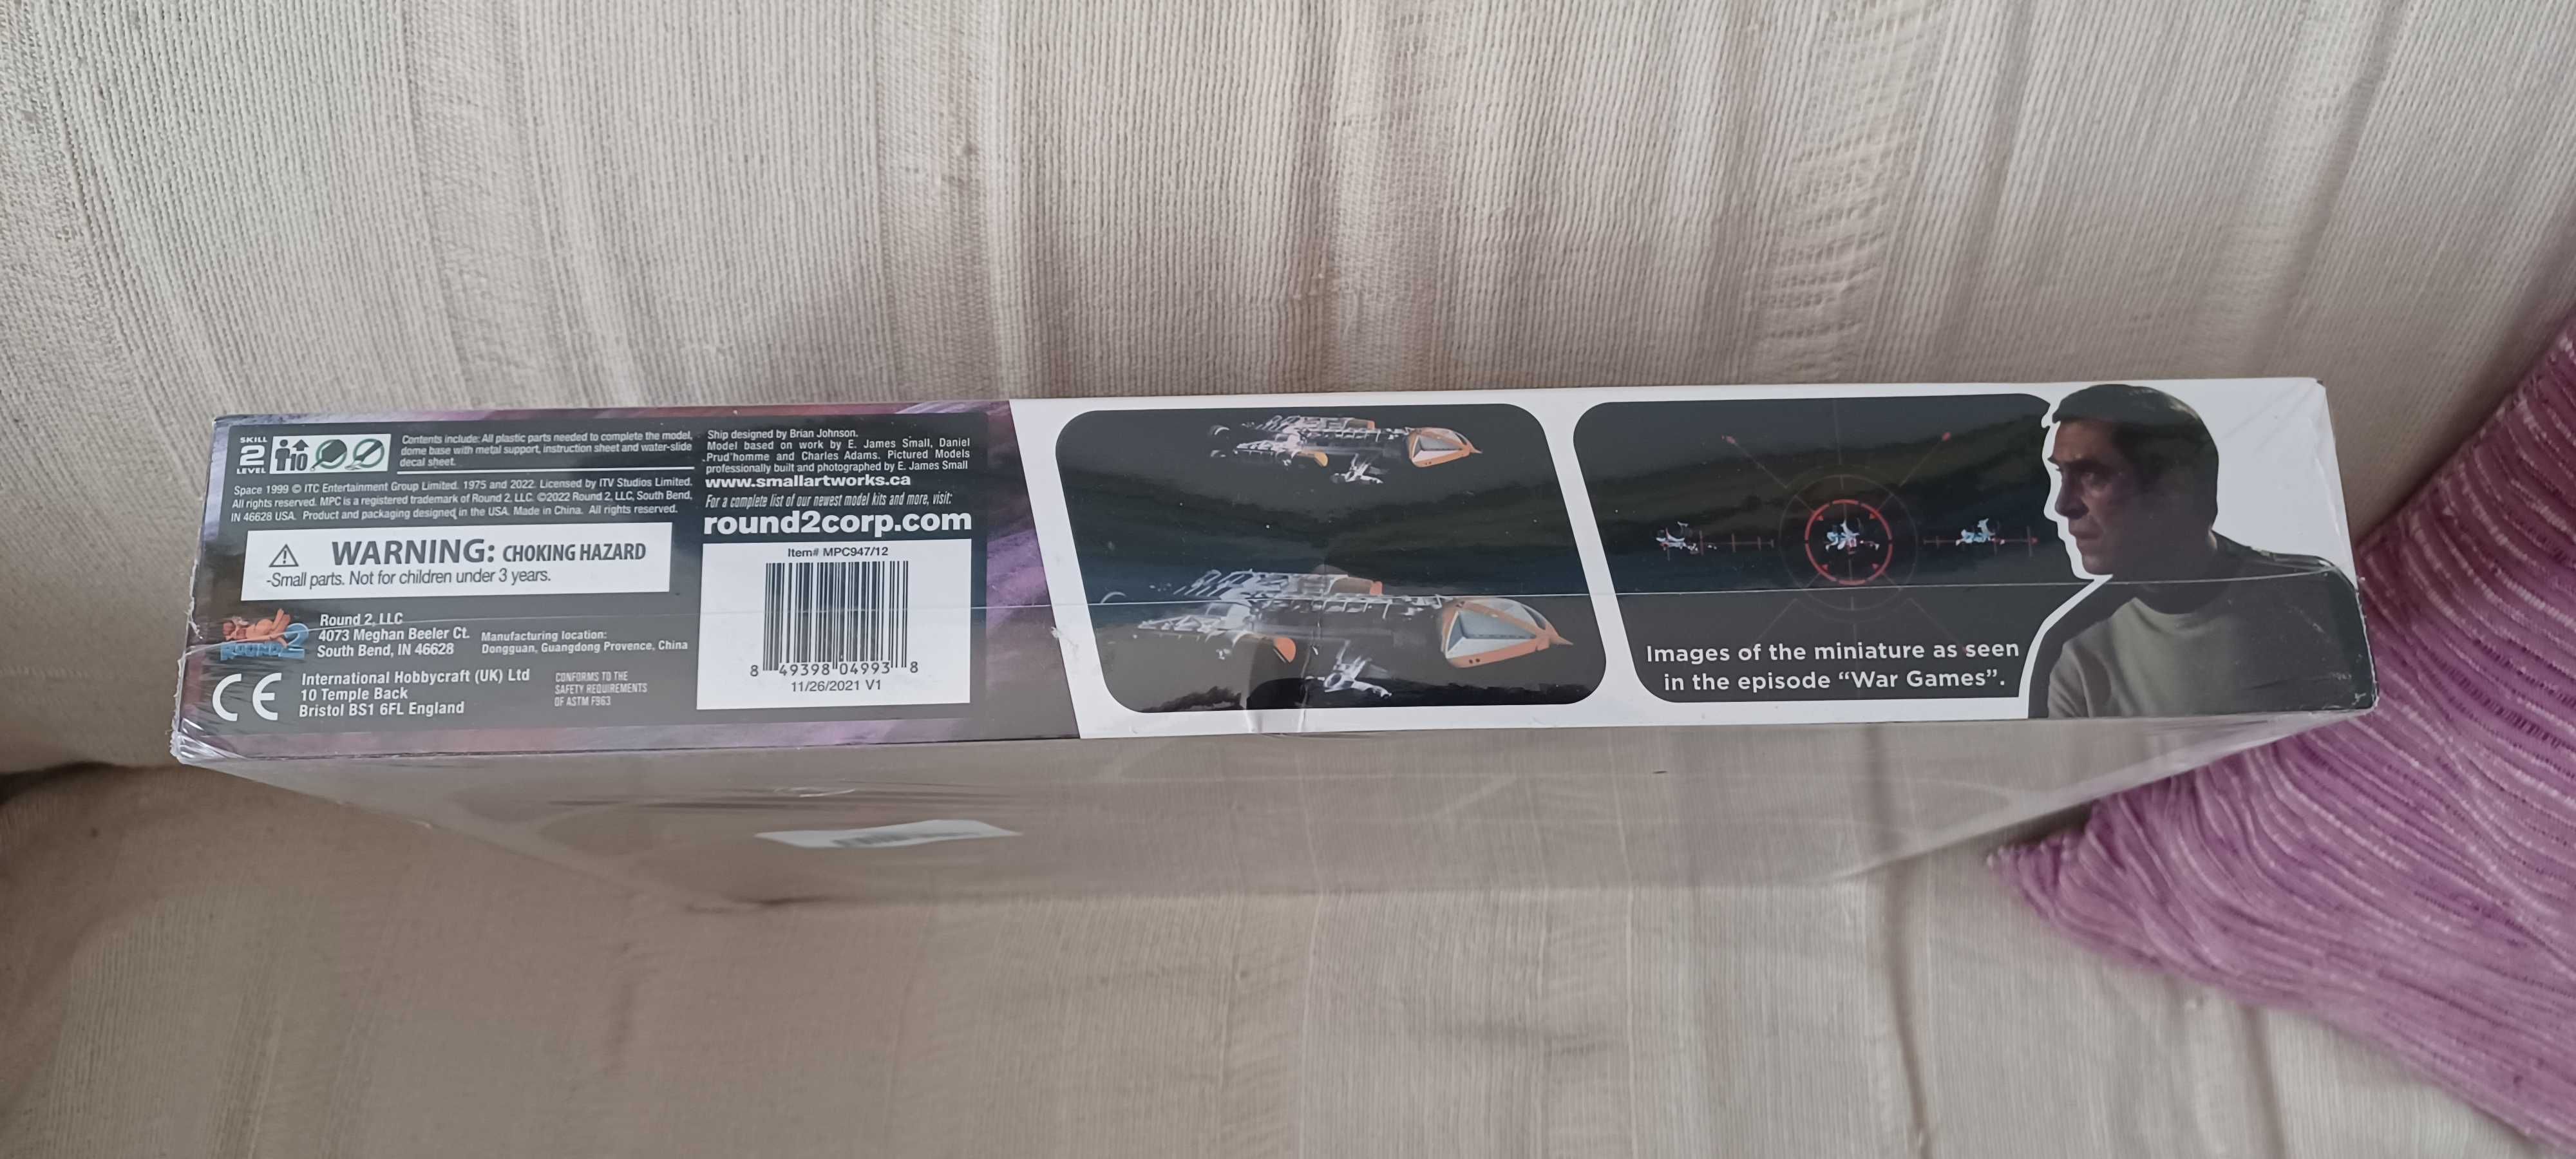 SKILL
2
LEVEL
10
Contents include: All plastic parts needed to complete the model,
dome base with metal support, instruction sheet and water-slide
decal sheet.
Space 1999 © ITC Entertainment Group Limited. 1975 and 2022. Licensed by ITV Studios Limited.
All rights reserved. MPC is a registered trademark of Round 2, LLC. ©2022 Round 2, LLC, South Bend,
IN 46628 USA. Product and packaging designed in the USA. Made in China. All rights reserved.
WARNING: CHOKING HAZARD
-Small parts. Not for children under 3 years.
ROUND 2
Round 2, LLC
4073 Meghan Beeler Ct.
South Bend, IN 46628
Manufacturing location:
Dongguan, Guangdong Provence, China
CE
International Hobbycraft (UK) Ltd
10 Temple Back
Bristol BS1 6FL England
CONFORMS TO THE
SAFETY REQUIREMENTS
OF ASTM F963
Ship designed by Brian Johnson.
Model based on work by E. James Small, Daniel
Prud'homme and Charles Adams. Pictured Models
professionally built and photographed by E. James Small
www.smallartworks.ca
For a complete list of our newest model kits and more, visit:
round2corp.com
Item# MPC947/12
8 49398 04993 8
11/26/2021 V1
Images of the miniature as seen
in the episode “War Games”.